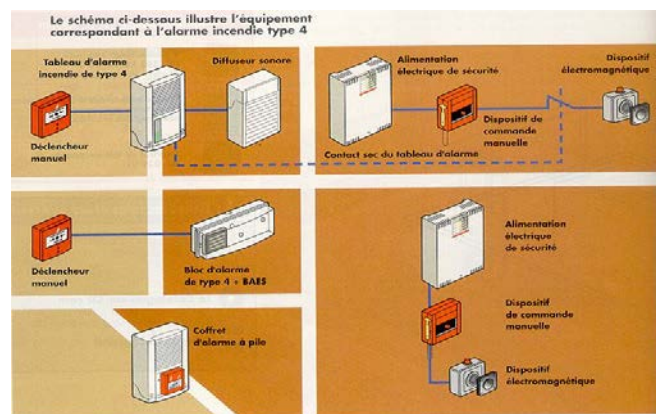 Le schéma ci-dessous illustre l'équipement
correspondant à l'alarme incendie type 4
Tableau d'alarme
incendie de type 4
Diffuseur sonore
Alimentation
électrique de sécurité
Dispositif
électromagnétique
Déclencheur
manuel
Dispositif de
commande
manuelle
Contact sec du tableau d'alarme
Déclencheur
manuel
Bloc d'alarme
de type 4 + BAES
Alimentation
électrique
de sécurité
Dispositif
de commande
manuelle
Dispositif
électromagnétique
Coffret
d'alarme à pile